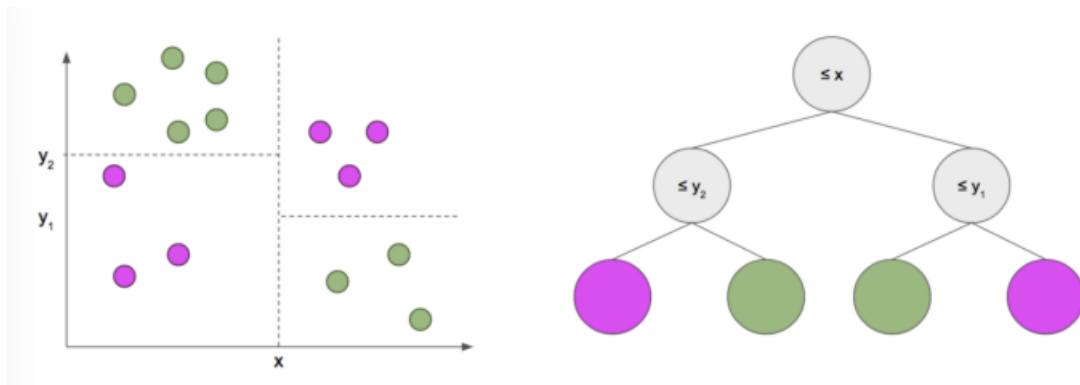 y₂
y₁
x
≤ x
≤ y₂
≤ y₁